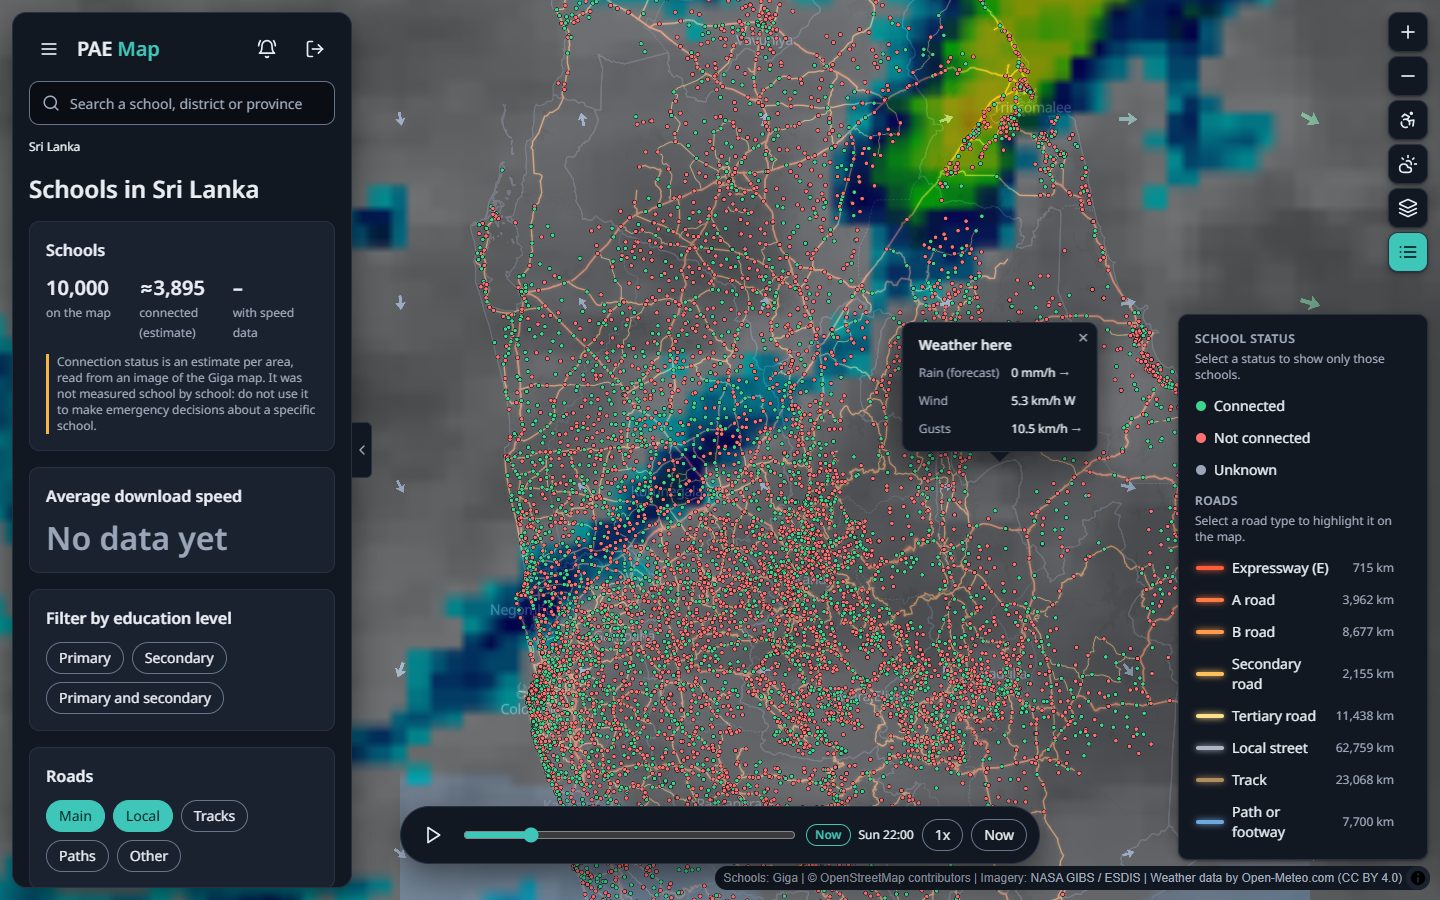 PAE Map
Search a school, district or province
Sri Lanka
Schools in Sri Lanka
Schools
10,000
on the map
≈3,895
connected
(estimate)
–
with speed
data
Connection status is an estimate per area,
read from an image of the Giga map. It was
not measured school by school: do not use it
to make emergency decisions about a specific
school.
Average download speed
No data yet
Filter by education level
Primary
Secondary
Primary and secondary
Roads
Main
Local
Tracks
Paths
Other
Trincomalee
Weather here
Rain (forecast) 0 mm/h →
Wind 5.3 km/h W
Gusts 10.5 km/h →
SCHOOL STATUS
Select a status to show only those
schools.
Connected
Not connected
Unknown
ROADS
Select a road type to highlight it on
the map.
Expressway (E) 715 km
A road 3,962 km
B road 8,677 km
Secondary
road 2,155 km
Tertiary road 11,438 km
Local street 62,759 km
Track 23,068 km
Path or
footway 7,700 km
Now
Sun 22:00
1x
Now
Schools: Giga | © OpenStreetMap contributors | Imagery: NASA GIBS / ESDIS | Weather data by Open-Meteo.com (CC BY 4.0)